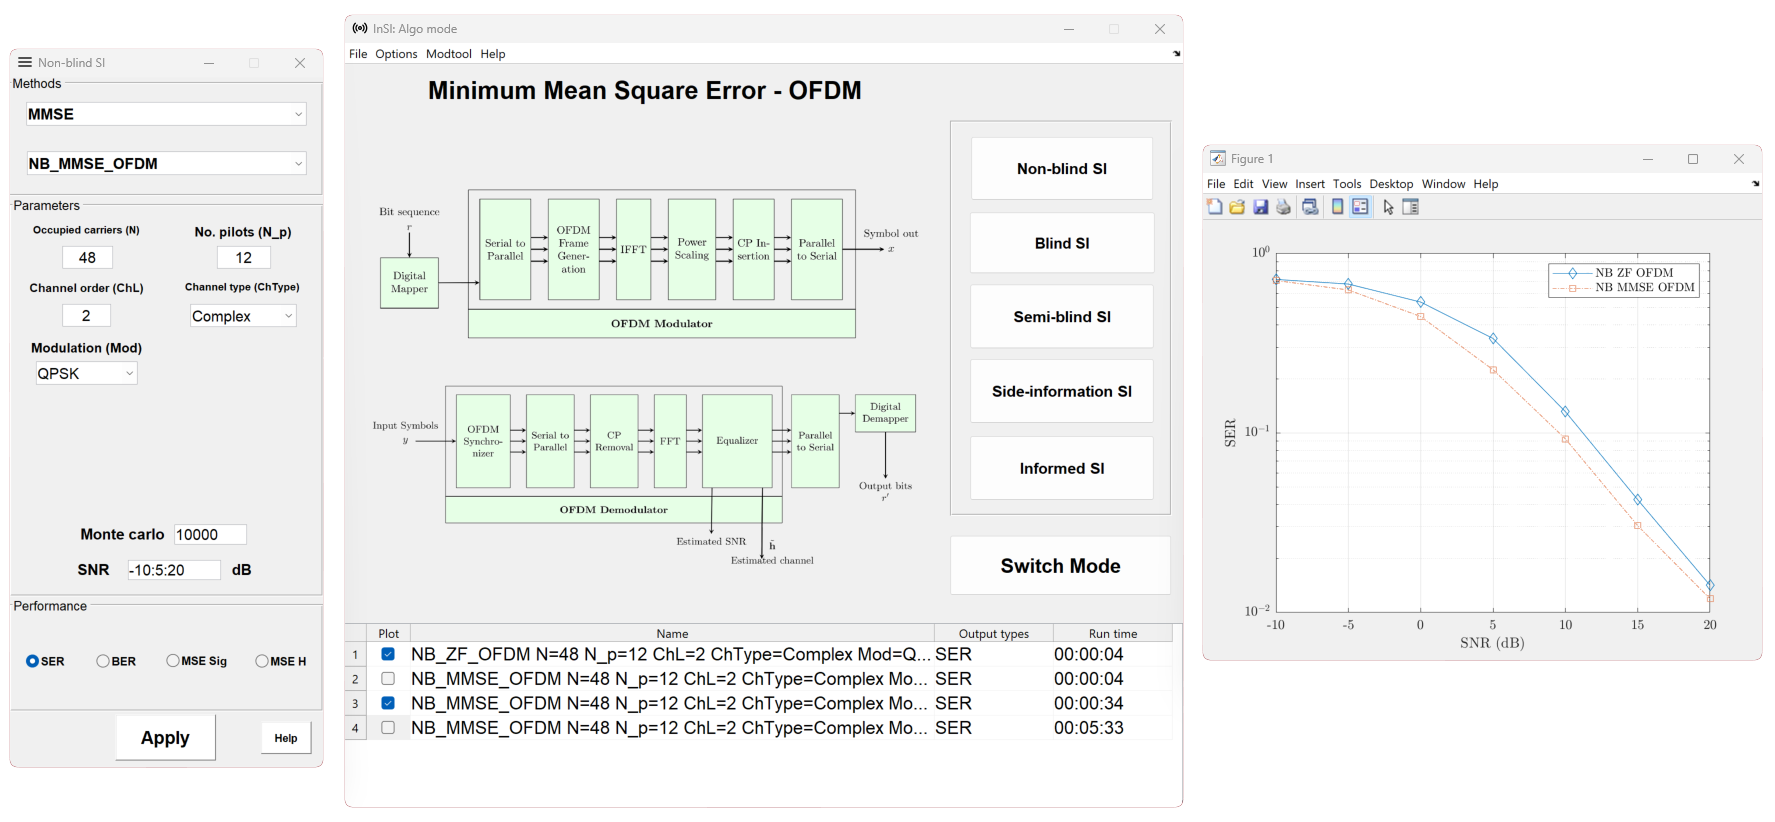 Non-blind SI
Methods
MMSE
NB_MMSE_OFDM
Parameters
Occupied carriers (N)
No. pilots (N_p)
48
12
Channel order (ChL)
Channel type (ChType)
2
Complex
Modulation (Mod)
QPSK
Monte carlo
10000
SNR
-10:5:20
dB
Performance
SER
BER
MSE Sig
MSE H
Apply
Help
InSI: Algo mode
File Options Modtool Help
Minimum Mean Square Error - OFDM
Bit sequence
r
Digital
Mapper
Serial to
Parallel
OFDM
Frame
Gener-
ation
IFFT
Power
Scaling
CP In-
sertion
Parallel
to Serial
Symbol out
x
OFDM Modulator
Input Symbols
y
OFDM
Synchro-
nizer
Serial to
Parallel
CP
Removal
FFT
Equalizer
Parallel
to Serial
Digital
Demapper
Output bits
r′
OFDM Demodulator
Estimated SNR
ĥ
Estimated channel
Non-blind SI
Blind SI
Semi-blind SI
Side-information SI
Informed SI
Switch Mode
Plot Name Output types Run time
1 NB_ZF_OFDM N=48 N_p=12 ChL=2 ChType=Complex Mod=Q... SER 00:00:04
2 NB_MMSE_OFDM N=48 N_p=12 ChL=2 ChType=Complex Mo... SER 00:00:04
3 NB_MMSE_OFDM N=48 N_p=12 ChL=2 ChType=Complex Mo... SER 00:00:34
4 NB_MMSE_OFDM N=48 N_p=12 ChL=2 ChType=Complex Mo... SER 00:05:33
Figure 1
File Edit View Insert Tools Desktop Window Help
NB ZF OFDM
NB MMSE OFDM
10⁰
10⁻¹
10⁻²
SER
-10 -5 0 5 10 15 20
SNR (dB)